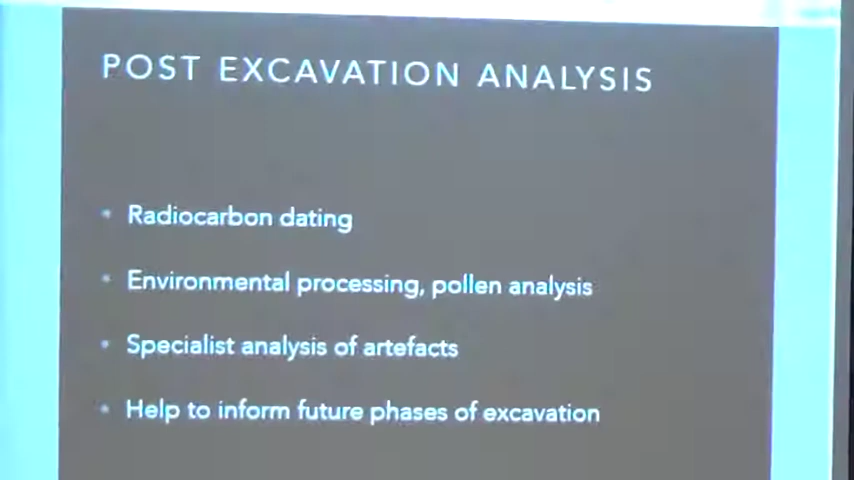 POST EXCAVATION ANALYSIS
• Radiocarbon dating
• Environmental processing, pollen analysis
• Specialist analysis of artefacts
• Help to inform future phases of excavation